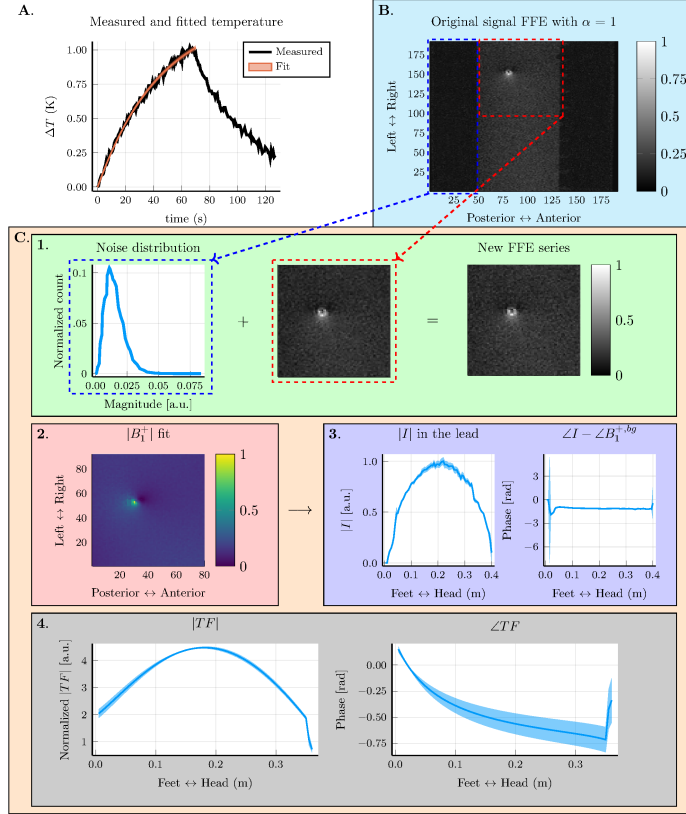 A.
Measured and fitted temperature
1.00
0.75
0.50
0.25
0.00
ΔT (K)
0 20 40 60 80 100 120
time (s)
Measured
Fit
B.
Original signal FFE with α = 1
175
150
125
100
75
50
25
Left ↔ Right
25 50 75 100 125 150 175
Posterior ↔ Anterior
1
0.75
0.5
0.25
0
C.
1.
Noise distribution
0.1
.05
0
Normalized count
0.00 0.025 0.075
Magnitude [a.u.]
+
=
New FFE series
1
0.5
0
2.
|B₁⁺| fit
80
60
40
20
Left ↔ Right
20 40 60 80
Posterior ↔ Anterior
1
0.5
0
→
3.
|I| in the lead
1.0
0.5
0.0
|I| [a.u.]
0.0 0.1 0.2 0.3 0.4
Feet ↔ Head (m)
∠I − ∠B₁⁺,ᵇᵍ
3
0
−3
−6
Phase [rad]
0.0 0.1 0.2 0.3 0.4
Feet ↔ Head (m)
4.
|TF|
4
3
2
1
Normalized |TF| [a.u.]
0.0 0.1 0.2 0.3
Feet ↔ Head (m)
∠TF
0.00
−0.25
−0.50
−0.75
Phase [rad]
0.0 0.1 0.2 0.3
Feet ↔ Head (m)